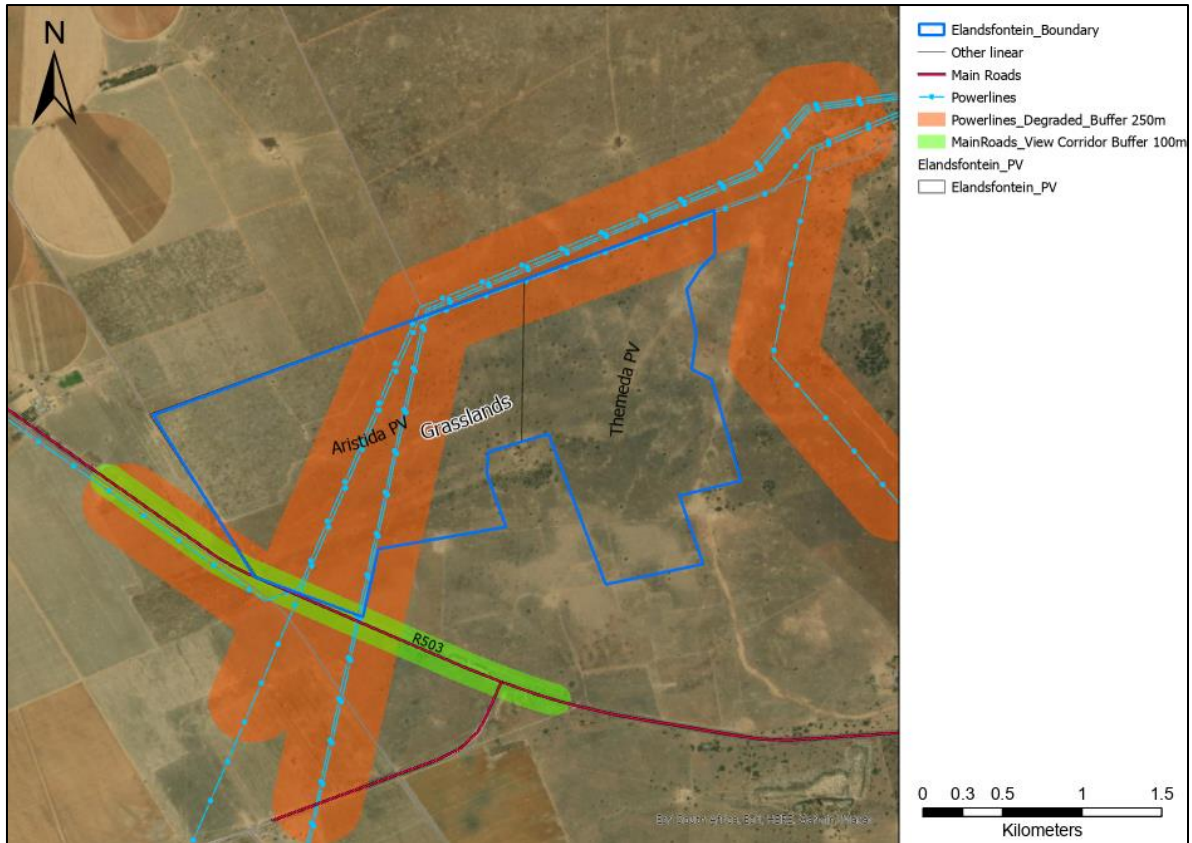 N
Aristida PV
Grasslands
Themeda PV
R503
Elandsfontein_Boundary
Other linear
Main Roads
Powerlines
Powerlines_Degraded_Buffer 250m
MainRoads_View Corridor Buffer 100m
Elandsfontein_PV
Elandsfontein_PV
0 0.3 0.5 1 1.5
Kilometers